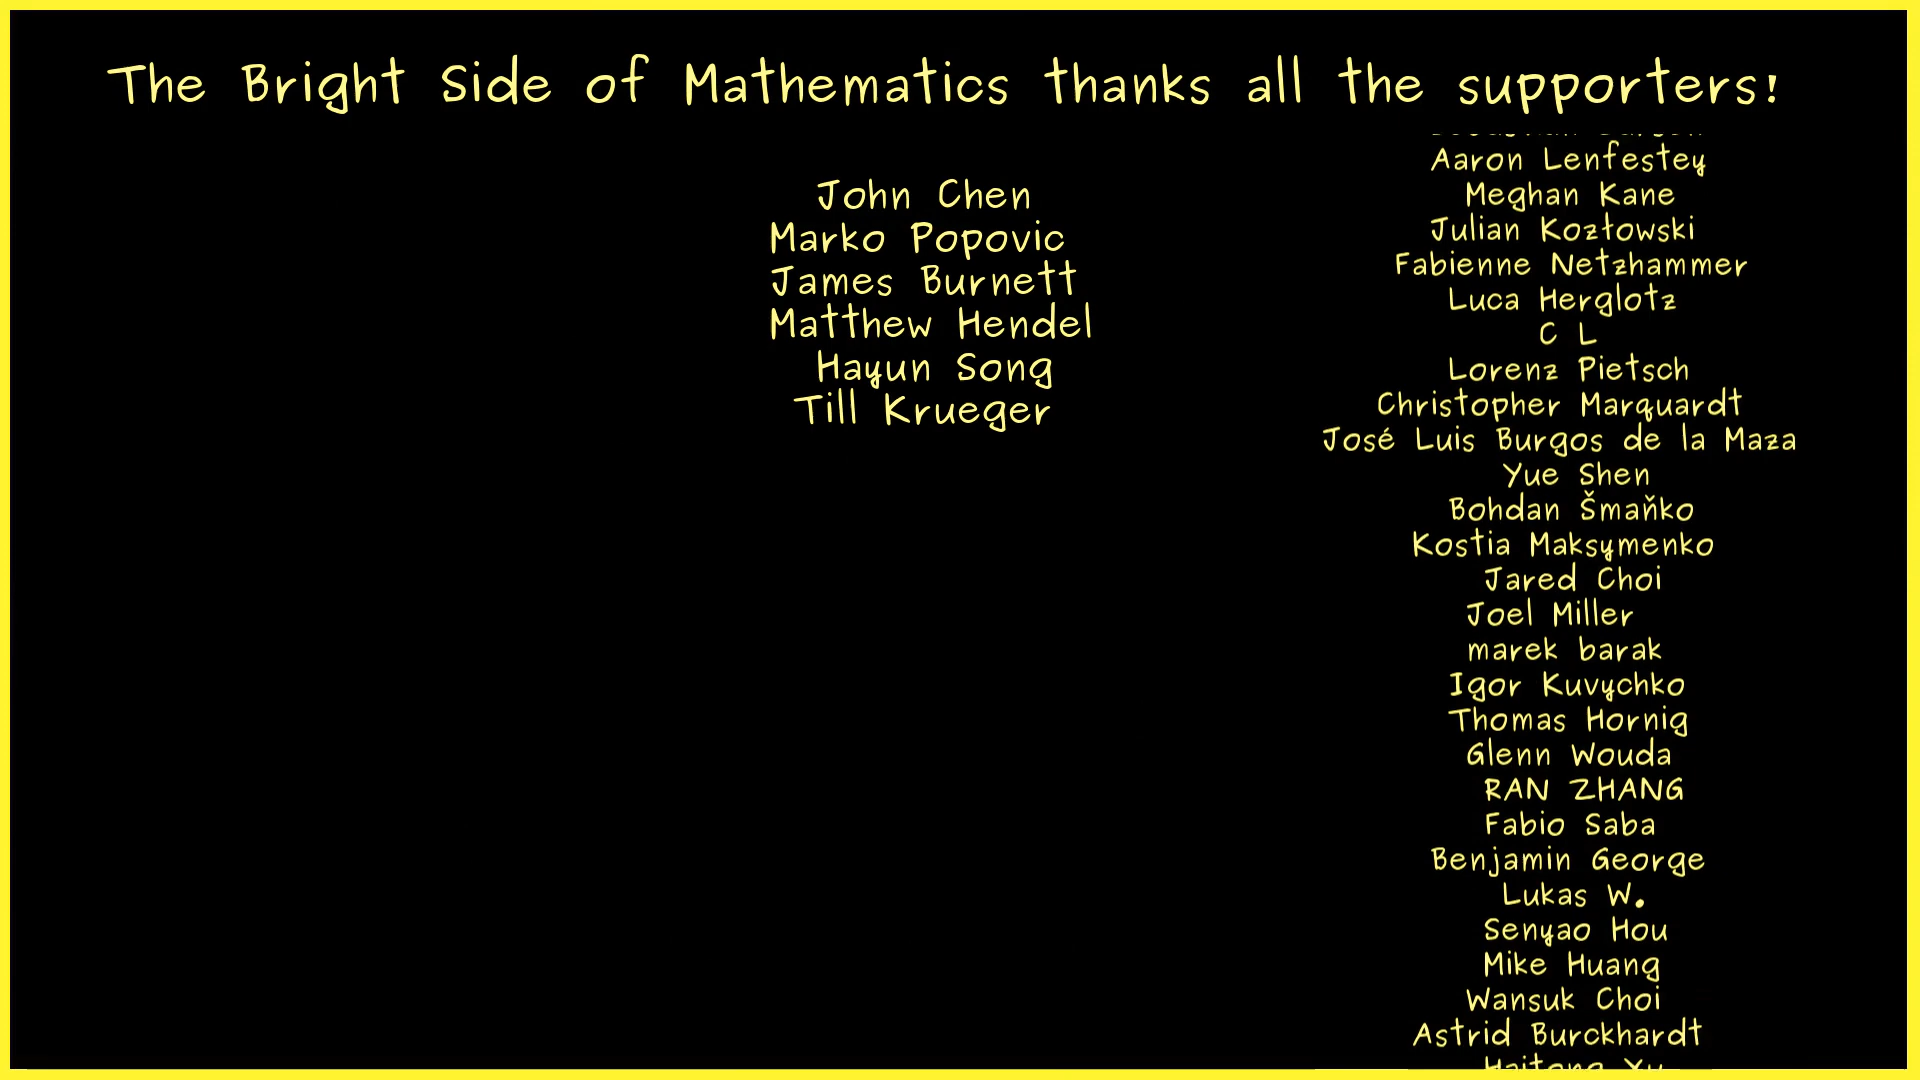 The Bright Side of Mathematics thanks all the supporters!
John Chen
Marko Popovic
James Burnett
Matthew Hendel
Hayun Song
Till Krueger
Aaron Lenfestey
Meghan Kane
Julian Kozłowski
Fabienne Netzhammer
Luca Herglotz
C L
Lorenz Pietsch
Christopher Marquardt
José Luis Burgos de la Maza
Yue Shen
Bohdan Šmaňko
Kostia Maksymenko
Jared Choi
Joel Miller
marek barak
Igor Kuvychko
Thomas Hornig
Glenn Wouda
RAN ZHANG
Fabio Saba
Benjamin George
Lukas W.
Senyao Hou
Mike Huang
Wansuk Choi
Astrid Burckhardt